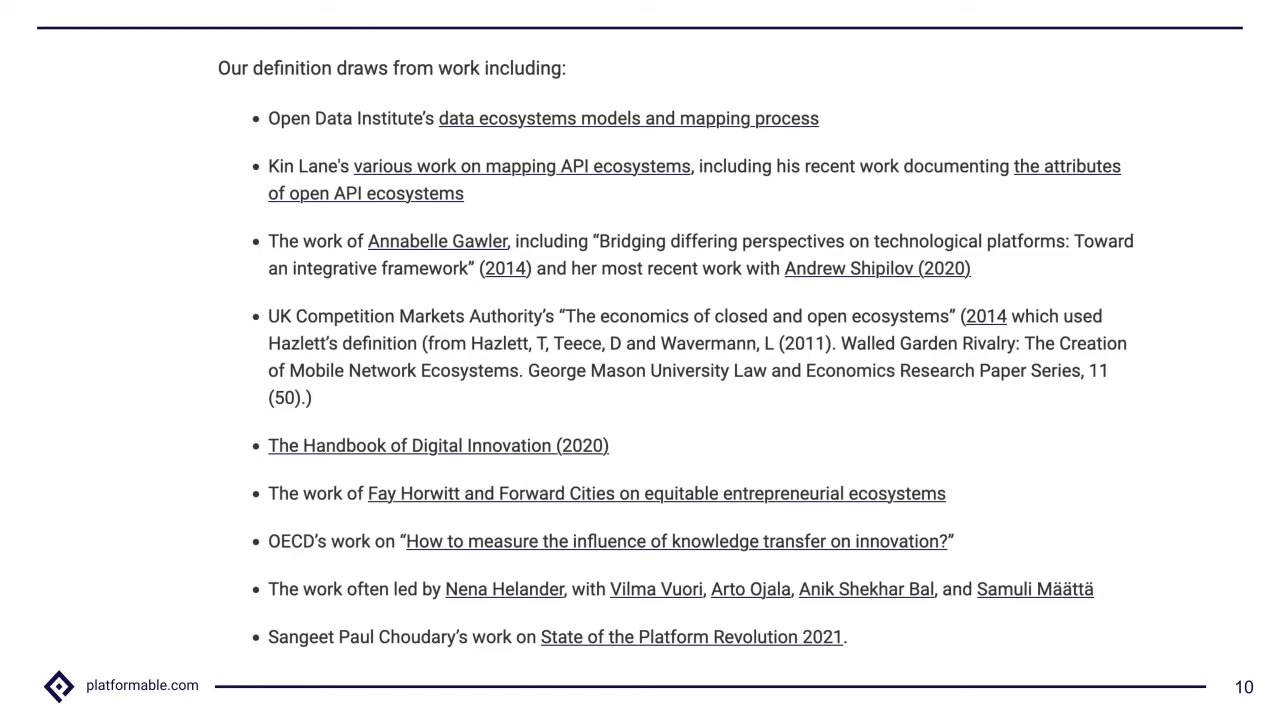 Our definition draws from work including:
• Open Data Institute’s data ecosystems models and mapping process
• Kin Lane's various work on mapping API ecosystems, including his recent work documenting the attributes
of open API ecosystems
• The work of Annabelle Gawler, including “Bridging differing perspectives on technological platforms: Toward
an integrative framework” (2014) and her most recent work with Andrew Shipilov (2020)
• UK Competition Markets Authority’s “The economics of closed and open ecosystems” (2014 which used
Hazlett’s definition (from Hazlett, T, Teece, D and Wavermann, L (2011). Walled Garden Rivalry: The Creation
of Mobile Network Ecosystems. George Mason University Law and Economics Research Paper Series, 11
(50).)
• The Handbook of Digital Innovation (2020)
• The work of Fay Horwitt and Forward Cities on equitable entrepreneurial ecosystems
• OECD’s work on “How to measure the influence of knowledge transfer on innovation?”
• The work often led by Nena Helander, with Vilma Vuori, Arto Ojala, Anik Shekhar Bal, and Samuli Määttä
• Sangeet Paul Choudary’s work on State of the Platform Revolution 2021.
platformable.com
10